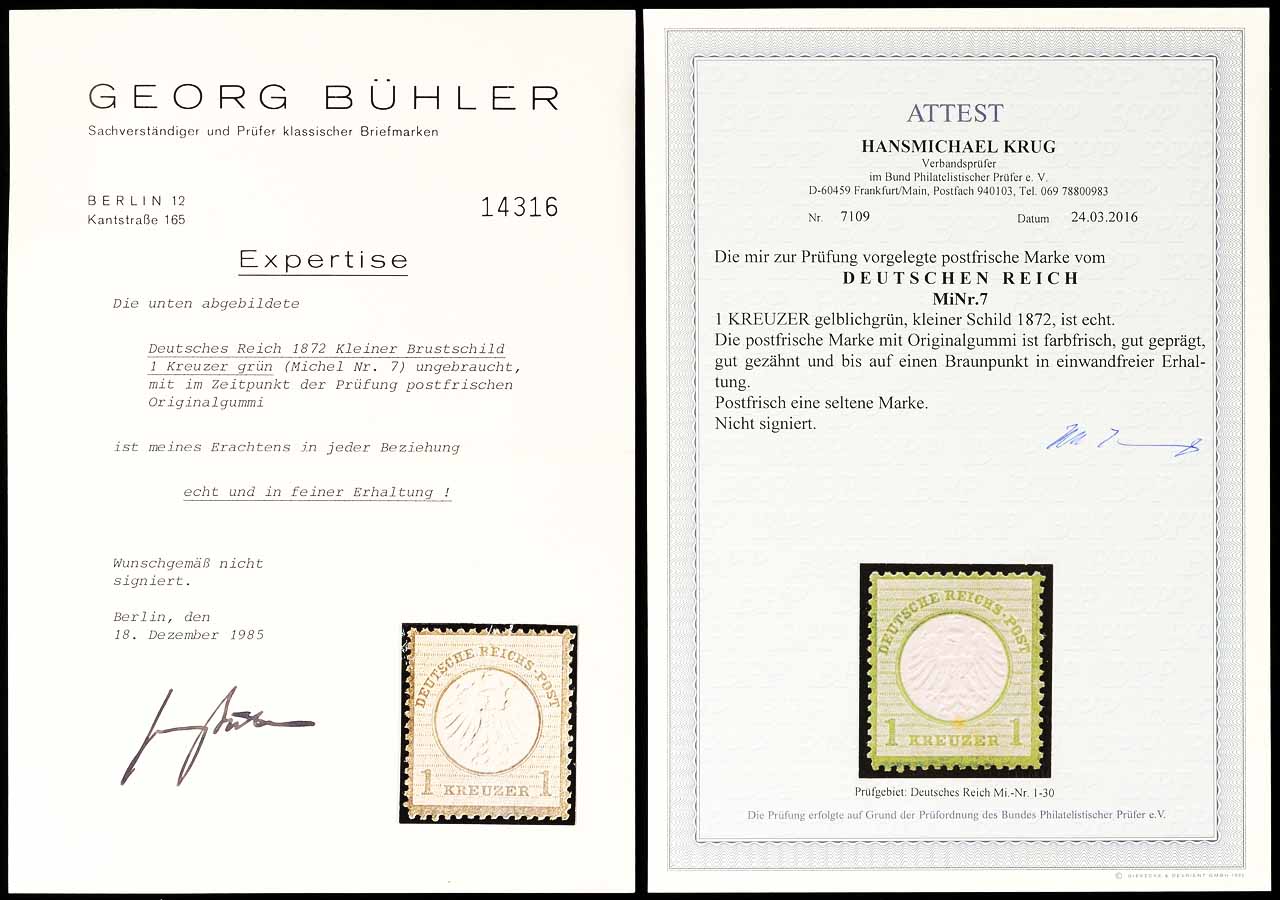 GEORG BÜHLER
Sachverständiger und Prüfer klassischer Briefmarken
BERLIN 12
Kantstraße 165
14316
Expertise
Die unten abgebildete
Deutsches Reich 1872 Kleiner Brustschild
1 Kreuzer grün (Michel Nr. 7) ungebraucht,
mit im Zeitpunkt der Prüfung postfrischen
Originalgummi
ist meines Erachtens in jeder Beziehung
echt und in feiner Erhaltung !
Wunschgemäß nicht
signiert.
Berlin, den
18. Dezember 1985
DEUTSCHE REICHS-POST
1 KREUZER 1
ATTEST
HANSMICHAEL KRUG
Verbandsprüfer
im Bund Philatelistischer Prüfer e. V.
D-60459 Frankfurt/Main, Postfach 940103, Tel. 069 78800983
Nr. 7109 Datum 24.03.2016
Die mir zur Prüfung vorgelegte postfrische Marke vom
DEUTSCHEN REICH
MiNr.7
1 KREUZER gelblichgrün, kleiner Schild 1872, ist echt.
Die postfrische Marke mit Originalgummi ist farbfrisch, gut geprägt,
gut gezähnt und bis auf einen Braunpunkt in einwandfreier Erhal-
tung.
Postfrisch eine seltene Marke.
Nicht signiert.
DEUTSCHE REICHS-POST
1 KREUZER 1
Prüfgebiet: Deutsches Reich Mi.-Nr. 1-30
Die Prüfung erfolgte auf Grund der Prüfordnung des Bundes Philatelistischer Prüfer e.V.
© GIESECKE & DEVRIENT GMBH